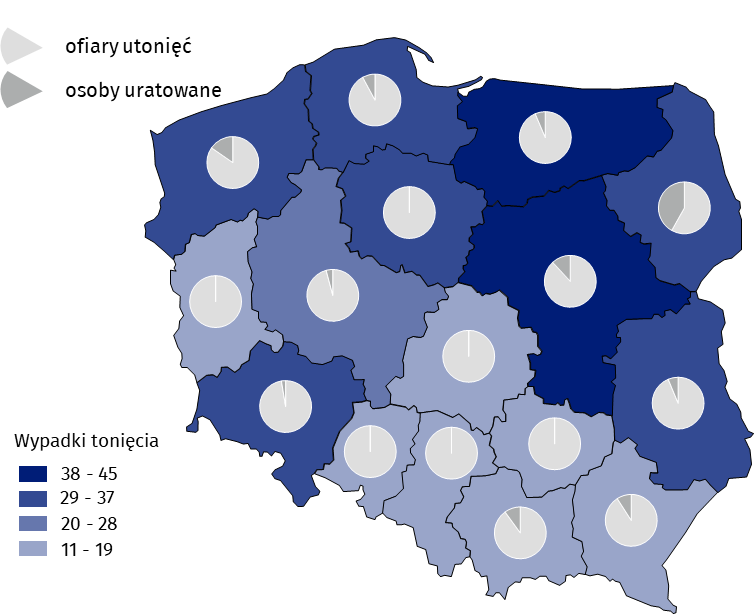 ofiary utonięć
osoby uratowane
Wypadki tonięcia
38 - 45
29 - 37
20 - 28
11 - 19